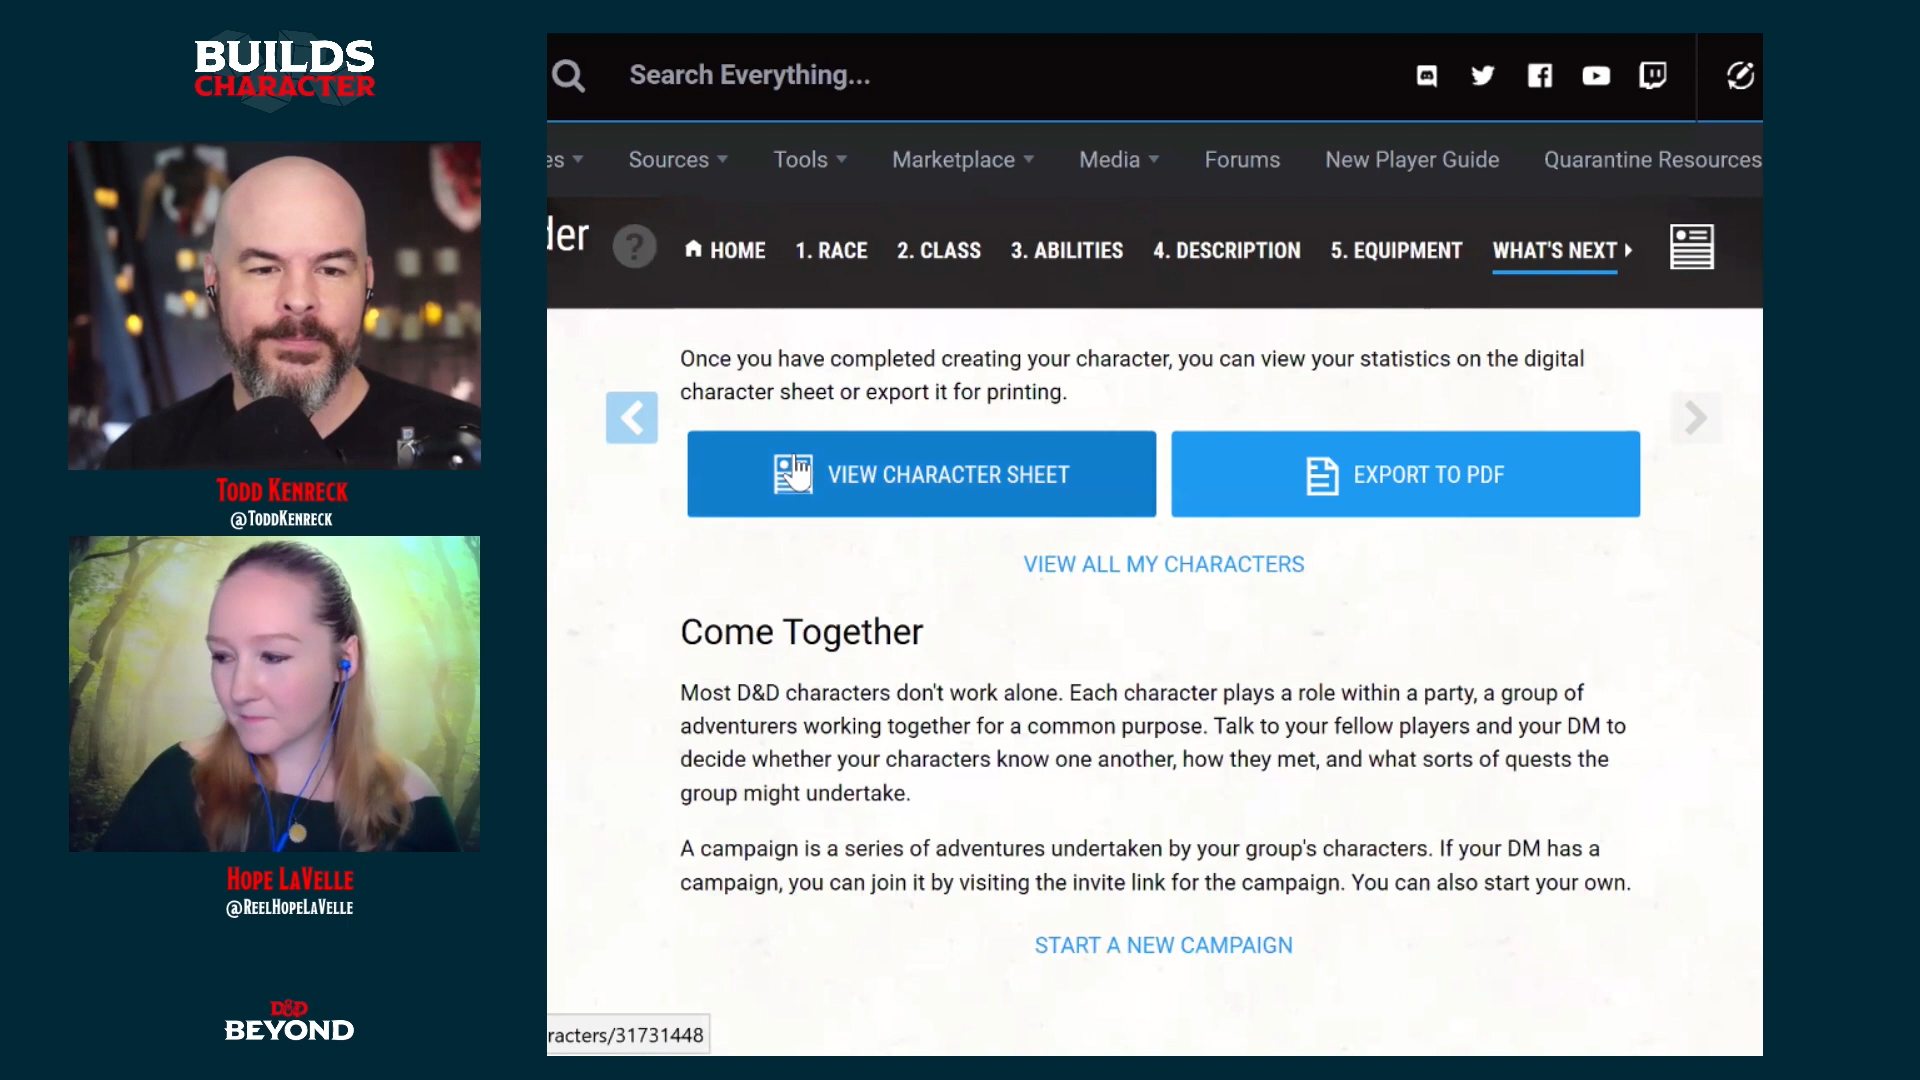 BUILDS
CHARACTER
TODD KENRECK
@TODDKENRECK
HOPE LAVELLE
@REELHOPELAVELLE
D&D
BEYOND
Search Everything...
es
Sources
Tools
Marketplace
Media
Forums
New Player Guide
Quarantine Resources
der
?
HOME
1. RACE
2. CLASS
3. ABILITIES
4. DESCRIPTION
5. EQUIPMENT
WHAT'S NEXT
Once you have completed creating your character, you can view your statistics on the digital
character sheet or export it for printing.
VIEW CHARACTER SHEET
EXPORT TO PDF
VIEW ALL MY CHARACTERS
Come Together
Most D&D characters don't work alone. Each character plays a role within a party, a group of
adventurers working together for a common purpose. Talk to your fellow players and your DM to
decide whether your characters know one another, how they met, and what sorts of quests the
group might undertake.
A campaign is a series of adventures undertaken by your group's characters. If your DM has a
campaign, you can join it by visiting the invite link for the campaign. You can also start your own.
START A NEW CAMPAIGN
racters/31731448